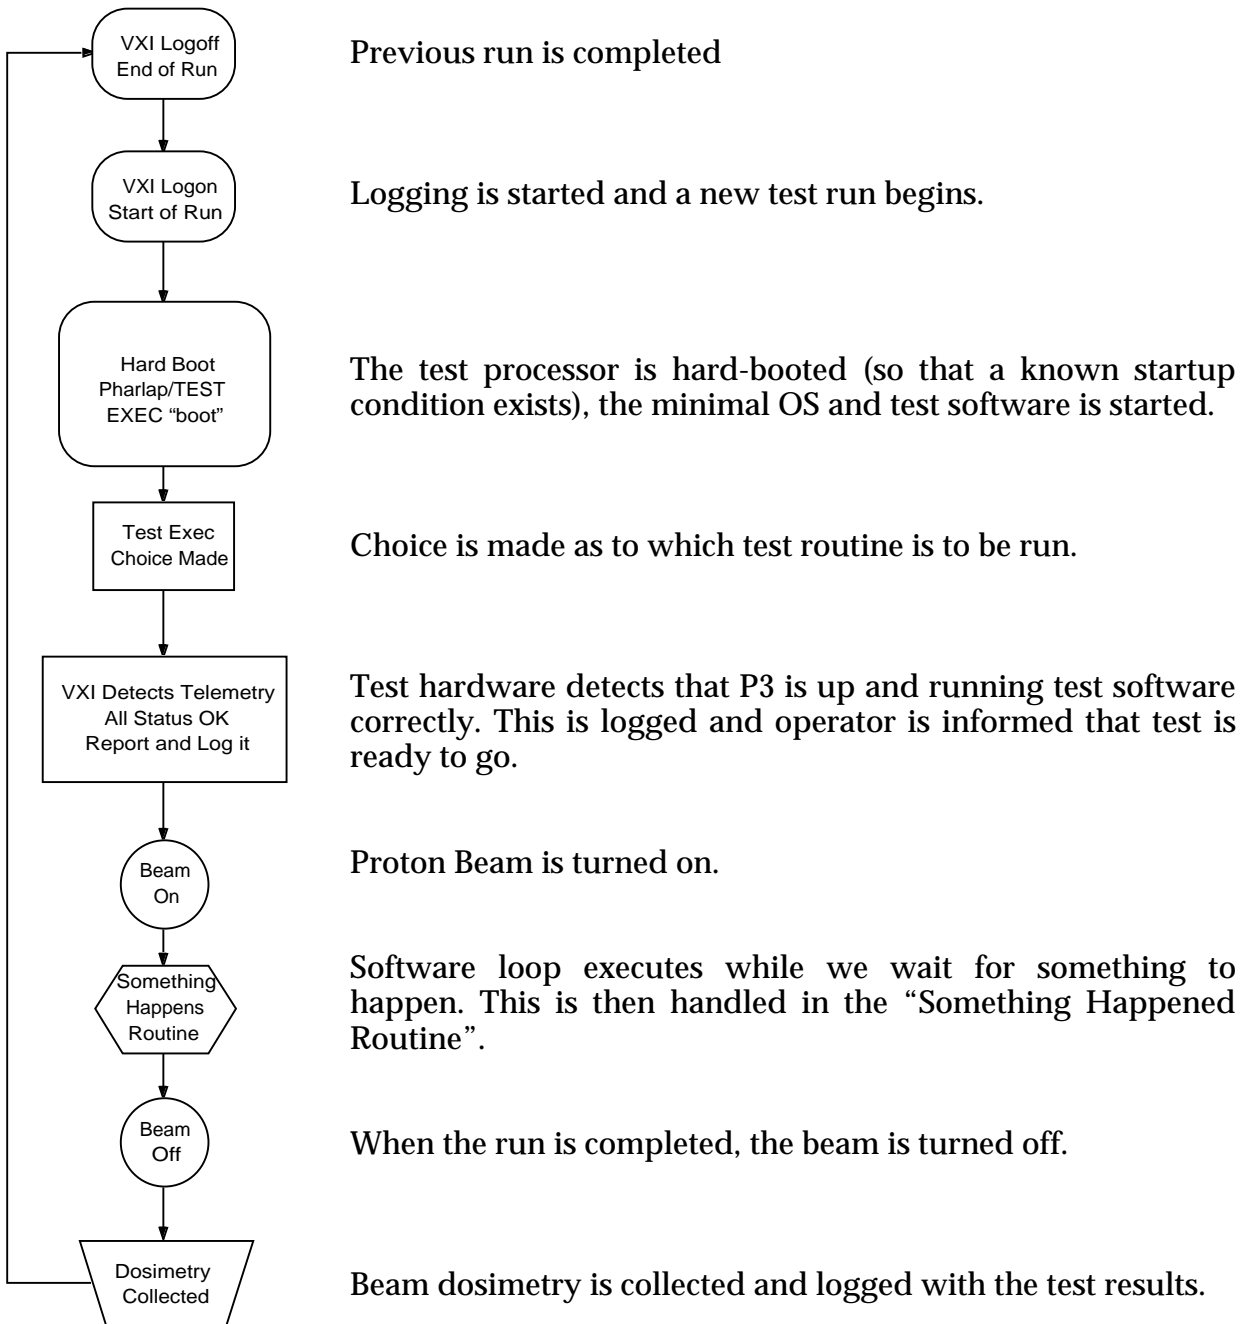 VXI Logoff
End of Run
Previous run is completed
VXI Logon
Start of Run
Logging is started and a new test run begins.
Hard Boot
Pharlap/TEST
EXEC “boot”
The test processor is hard-booted (so that a known startup
condition exists), the minimal OS and test software is started.
Test Exec
Choice Made
Choice is made as to which test routine is to be run.
VXI Detects Telemetry
All Status OK
Report and Log it
Test hardware detects that P3 is up and running test software
correctly. This is logged and operator is informed that test is
ready to go.
Beam
On
Proton Beam is turned on.
Something
Happens
Routine
Software loop executes while we wait for something to
happen. This is then handled in the “Something Happened
Routine”.
Beam
Off
When the run is completed, the beam is turned off.
Dosimetry
Collected
Beam dosimetry is collected and logged with the test results.